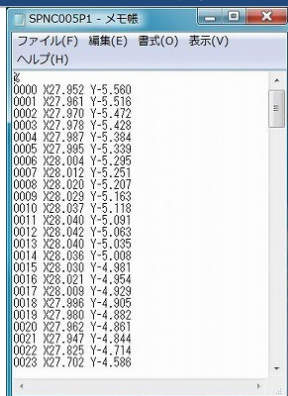 SPNC005P1 - メモ帳
ファイル(F) 編集(E) 書式(O) 表示(V)
ヘルプ(H)
%
0000 X27.952 Y-5.560
0001 X27.961 Y-5.516
0002 X27.970 Y-5.472
0003 X27.978 Y-5.428
0004 X27.987 Y-5.384
0005 X27.995 Y-5.339
0006 X28.004 Y-5.295
0007 X28.012 Y-5.251
0008 X28.020 Y-5.207
0009 X28.029 Y-5.163
0010 X28.037 Y-5.118
0011 X28.040 Y-5.091
0012 X28.042 Y-5.063
0013 X28.040 Y-5.035
0014 X28.036 Y-5.008
0015 X28.030 Y-4.981
0016 X28.021 Y-4.954
0017 X28.009 Y-4.929
0018 X27.996 Y-4.905
0019 X27.980 Y-4.882
0020 X27.962 Y-4.861
0021 X27.947 Y-4.844
0022 X27.825 Y-4.714
0023 X27.702 Y-4.586